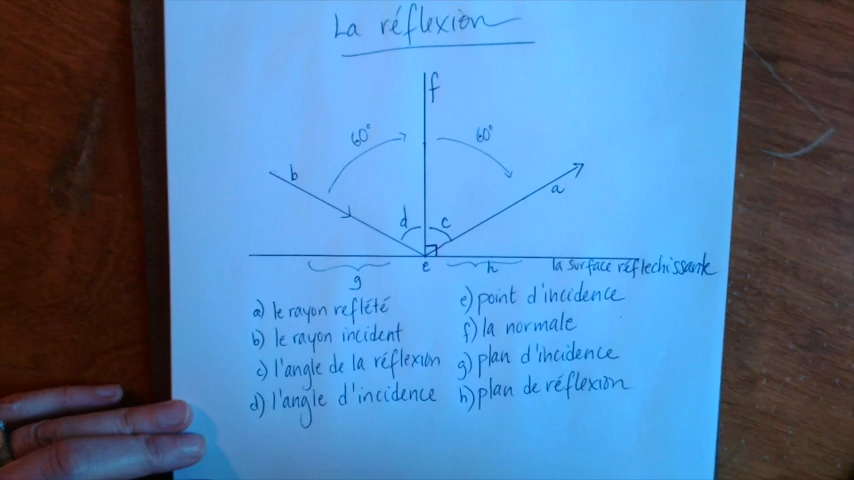 La réflexion
f
60°
60°
b
a
d
c
e
g
h
la surface réflechissante
a) le rayon reflété
b) le rayon incident
c) l'angle de la réflexion
d) l'angle d'incidence
e) point d'incidence
f) la normale
g) plan d'incidence
h) plan de réflexion